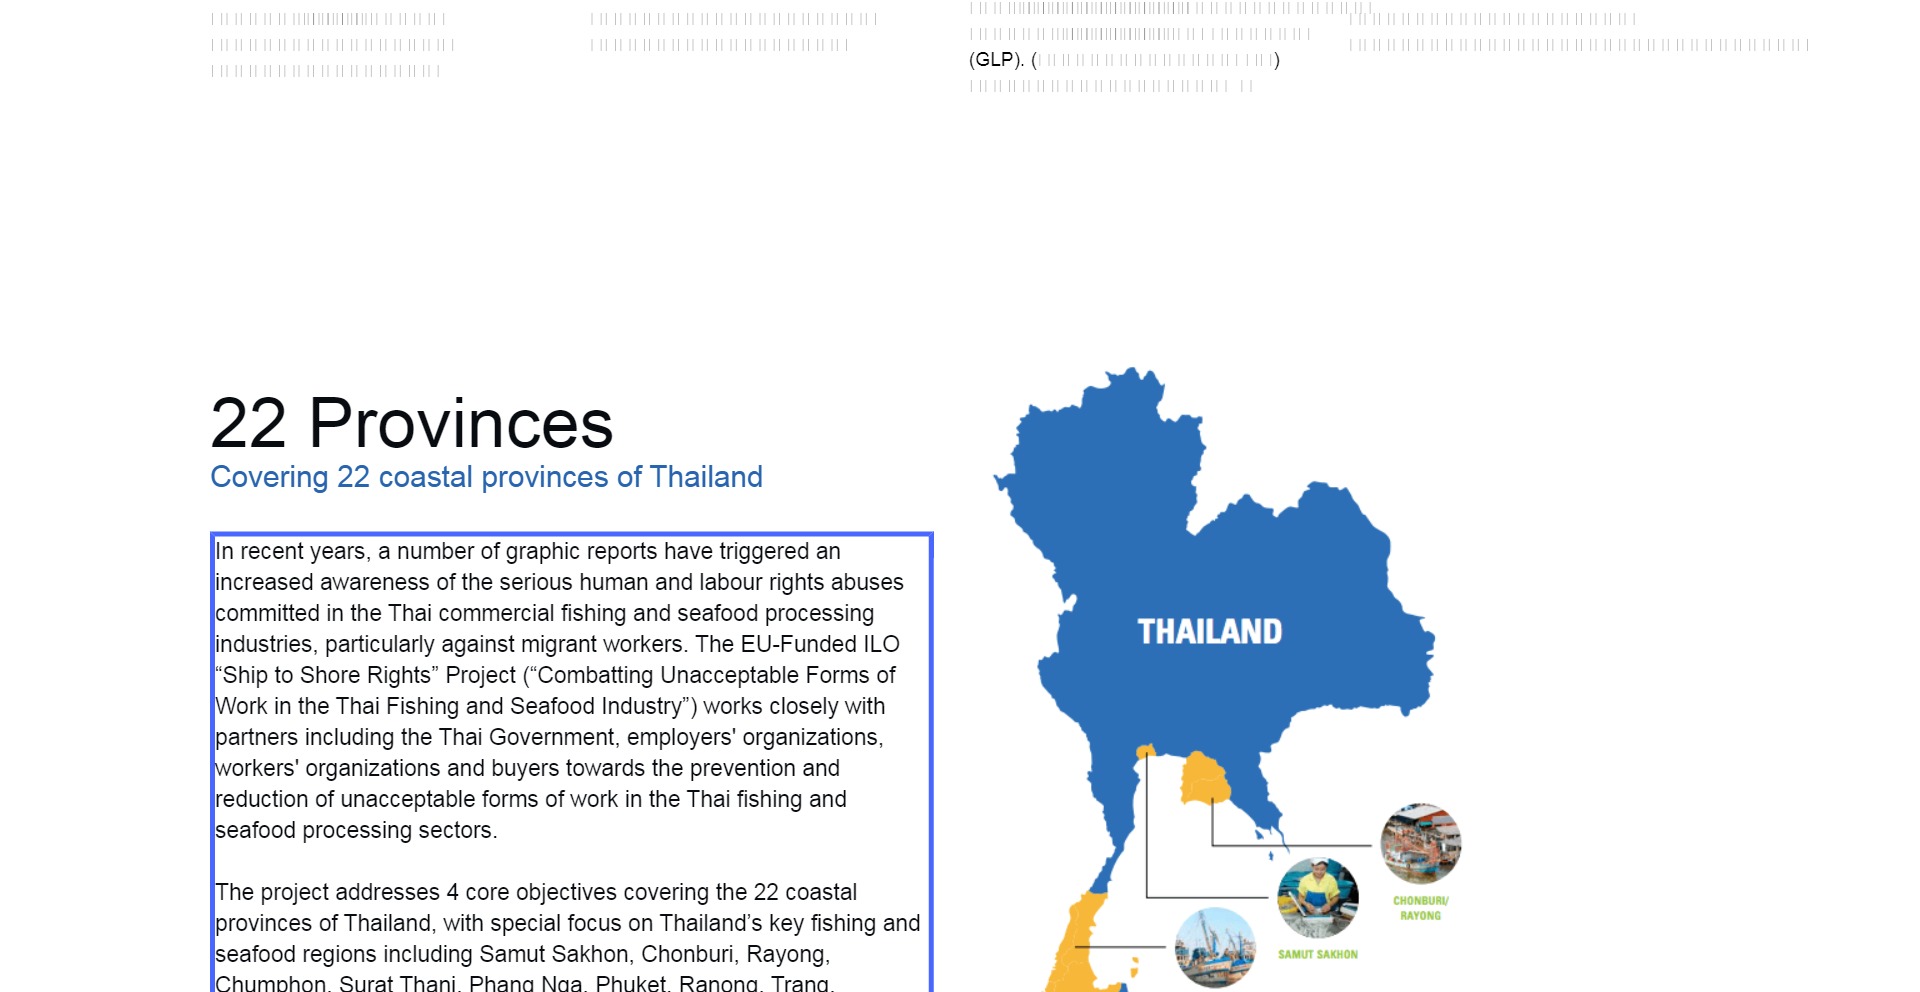 (GLP). ( )
22 Provinces
Covering 22 coastal provinces of Thailand
In recent years, a number of graphic reports have triggered an
increased awareness of the serious human and labour rights abuses
committed in the Thai commercial fishing and seafood processing
industries, particularly against migrant workers. The EU-Funded ILO
“Ship to Shore Rights” Project (“Combatting Unacceptable Forms of
Work in the Thai Fishing and Seafood Industry”) works closely with
partners including the Thai Government, employers' organizations,
workers' organizations and buyers towards the prevention and
reduction of unacceptable forms of work in the Thai fishing and
seafood processing sectors.
The project addresses 4 core objectives covering the 22 coastal
provinces of Thailand, with special focus on Thailand’s key fishing and
seafood regions including Samut Sakhon, Chonburi, Rayong,
Chumphon, Surat Thani, Phang Nga, Phuket, Ranong, Trang,
THAILAND
CHONBURI/
RAYONG
SAMUT SAKHON